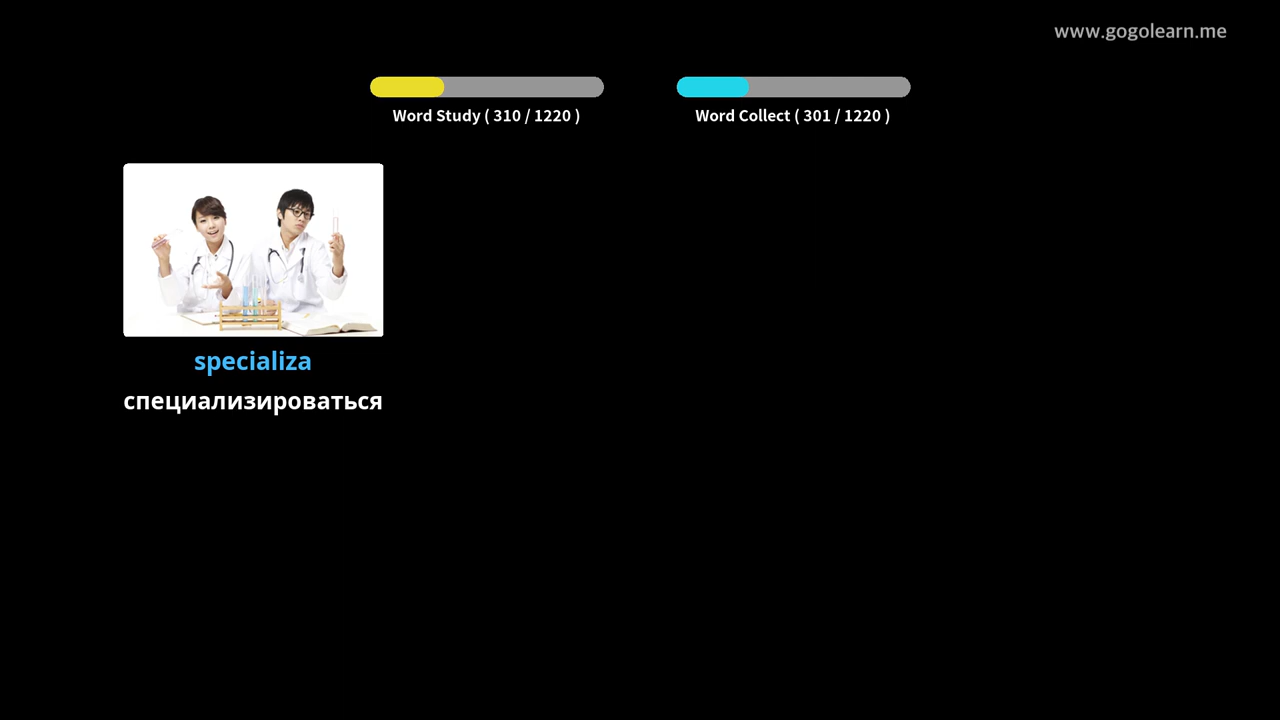 www.gogolearn.me
Word Study ( 310 / 1220 )
Word Collect ( 301 / 1220 )
specializa
специализироваться